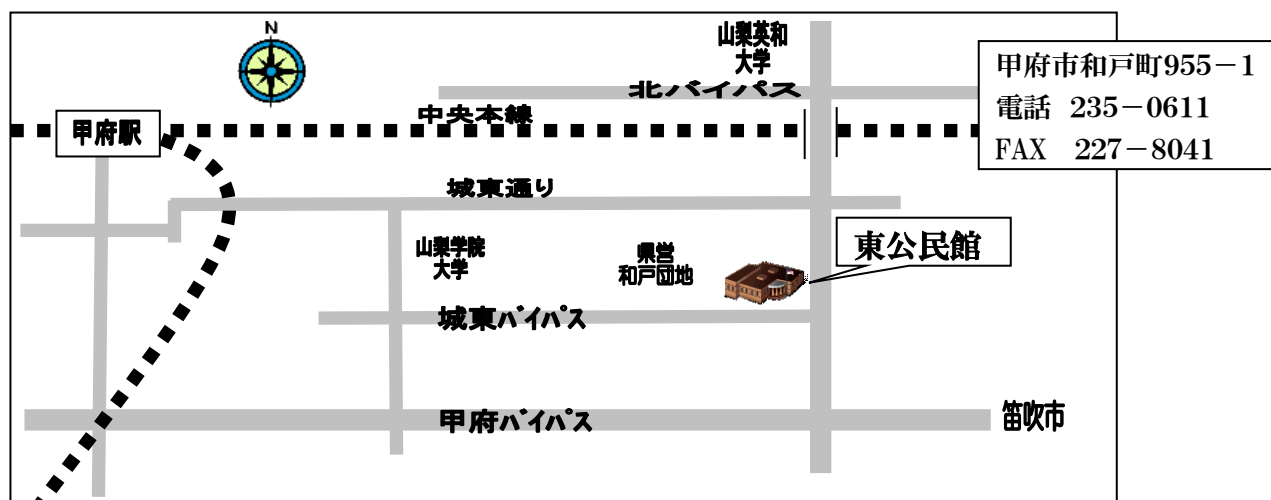 N
山梨英和
大学
甲府市和戸町955－1
電話 235－0611
FAX 227－8041
北バイパス
中央本線
甲府駅
城東通り
山梨学院
大学
県営
和戸団地
東公民館
城東バイパス
甲府バイパス
笛吹市